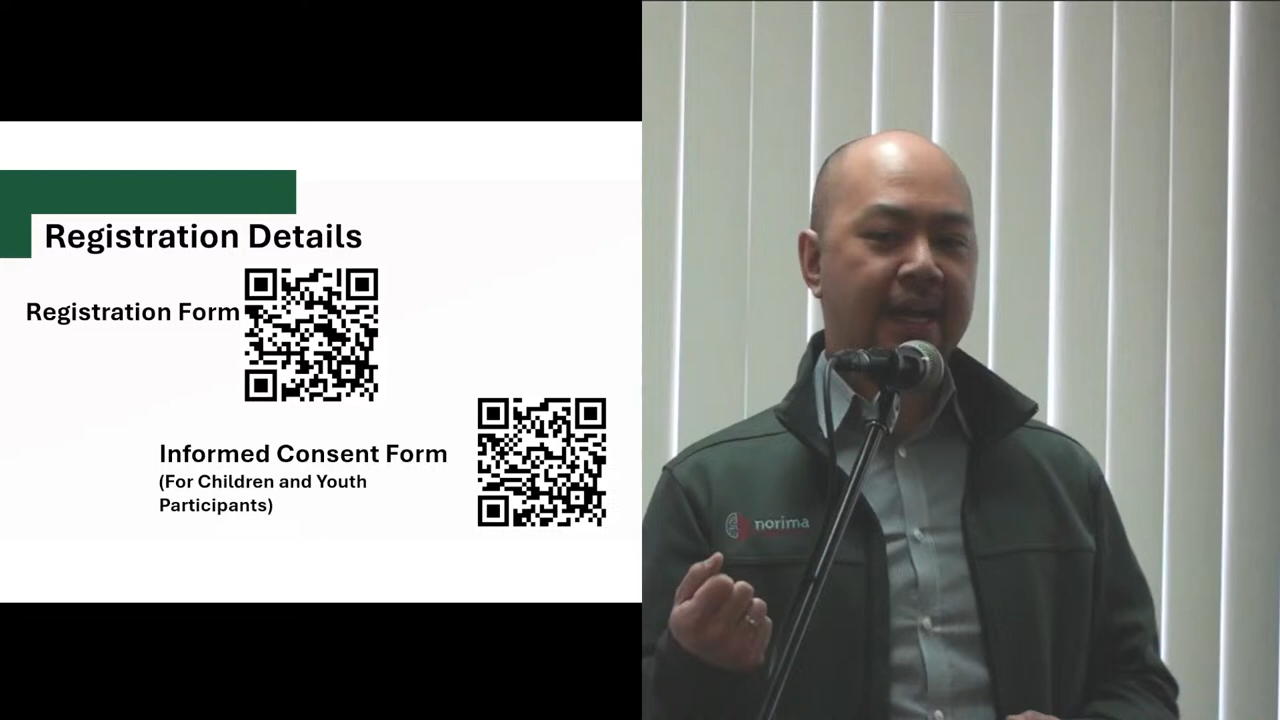 Registration Details
Registration Form
Informed Consent Form
(For Children and Youth
Participants)
norima